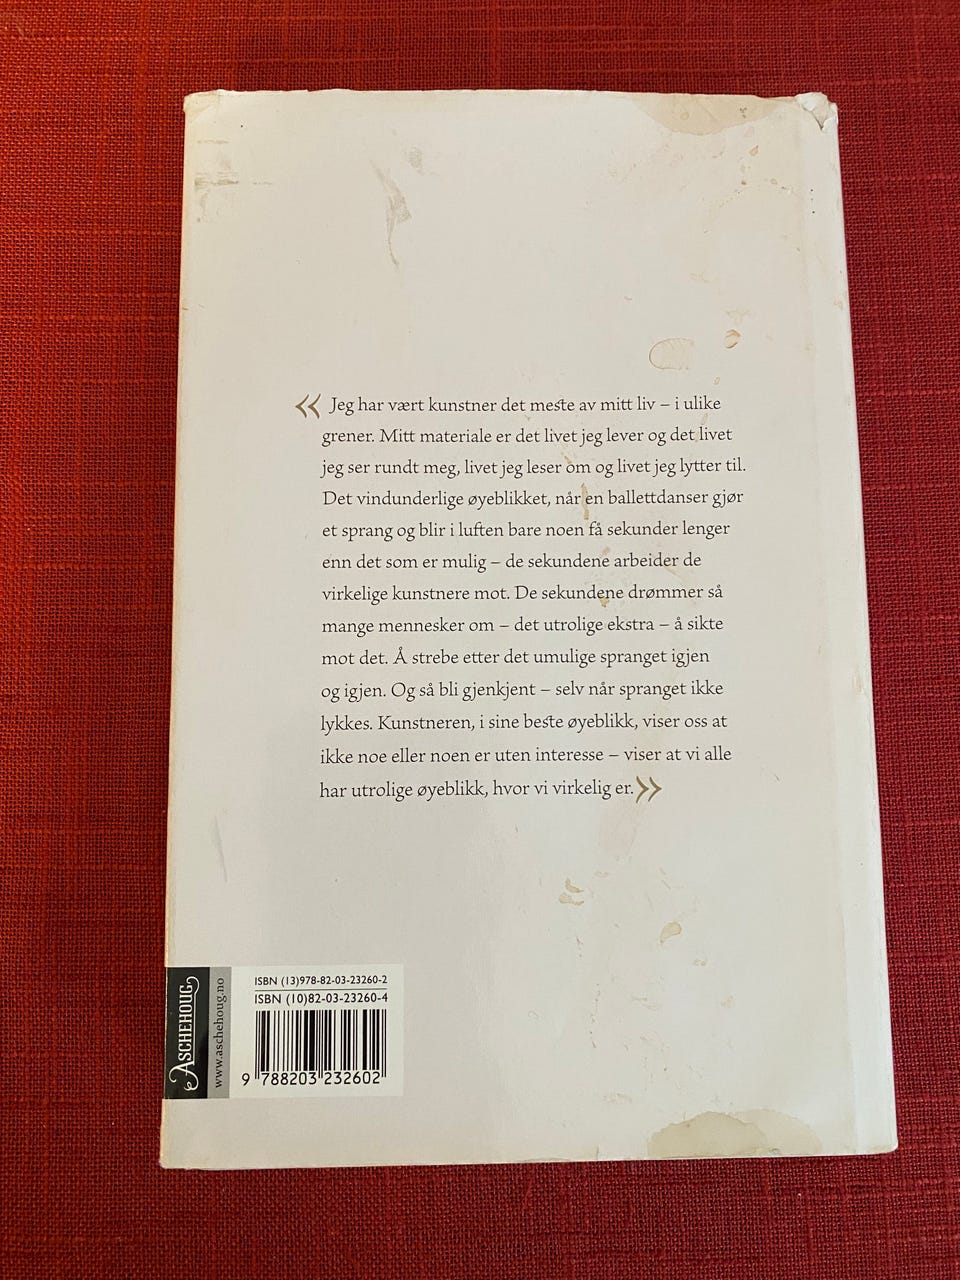 « Jeg har vært kunstner det meste av mitt liv – i ulike
grener. Mitt materiale er det livet jeg lever og det livet
jeg ser rundt meg, livet jeg leser om og livet jeg lytter til.
Det vindunderlige øyeblikket, når en ballettdanser gjør
et sprang og blir i luften bare noen få sekunder lenger
enn det som er mulig – de sekundene arbeider de
virkelige kunstnere mot. De sekundene drømmer så
mange mennesker om – det utrolige ekstra – å sikte
mot det. Å strebe etter det umulige spranget igjen
og igjen. Og så bli gjenkjent – selv når spranget ikke
lykkes. Kunstneren, i sine beste øyeblikk, viser oss at
ikke noe eller noen er uten interesse – viser at vi alle
har utrolige øyeblikk, hvor vi virkelig er.»
ASCHEHOUG
www.aschehoug.no
ISBN (13)978-82-03-23260-2
ISBN (10)82-03-23260-4
9 788203 232602